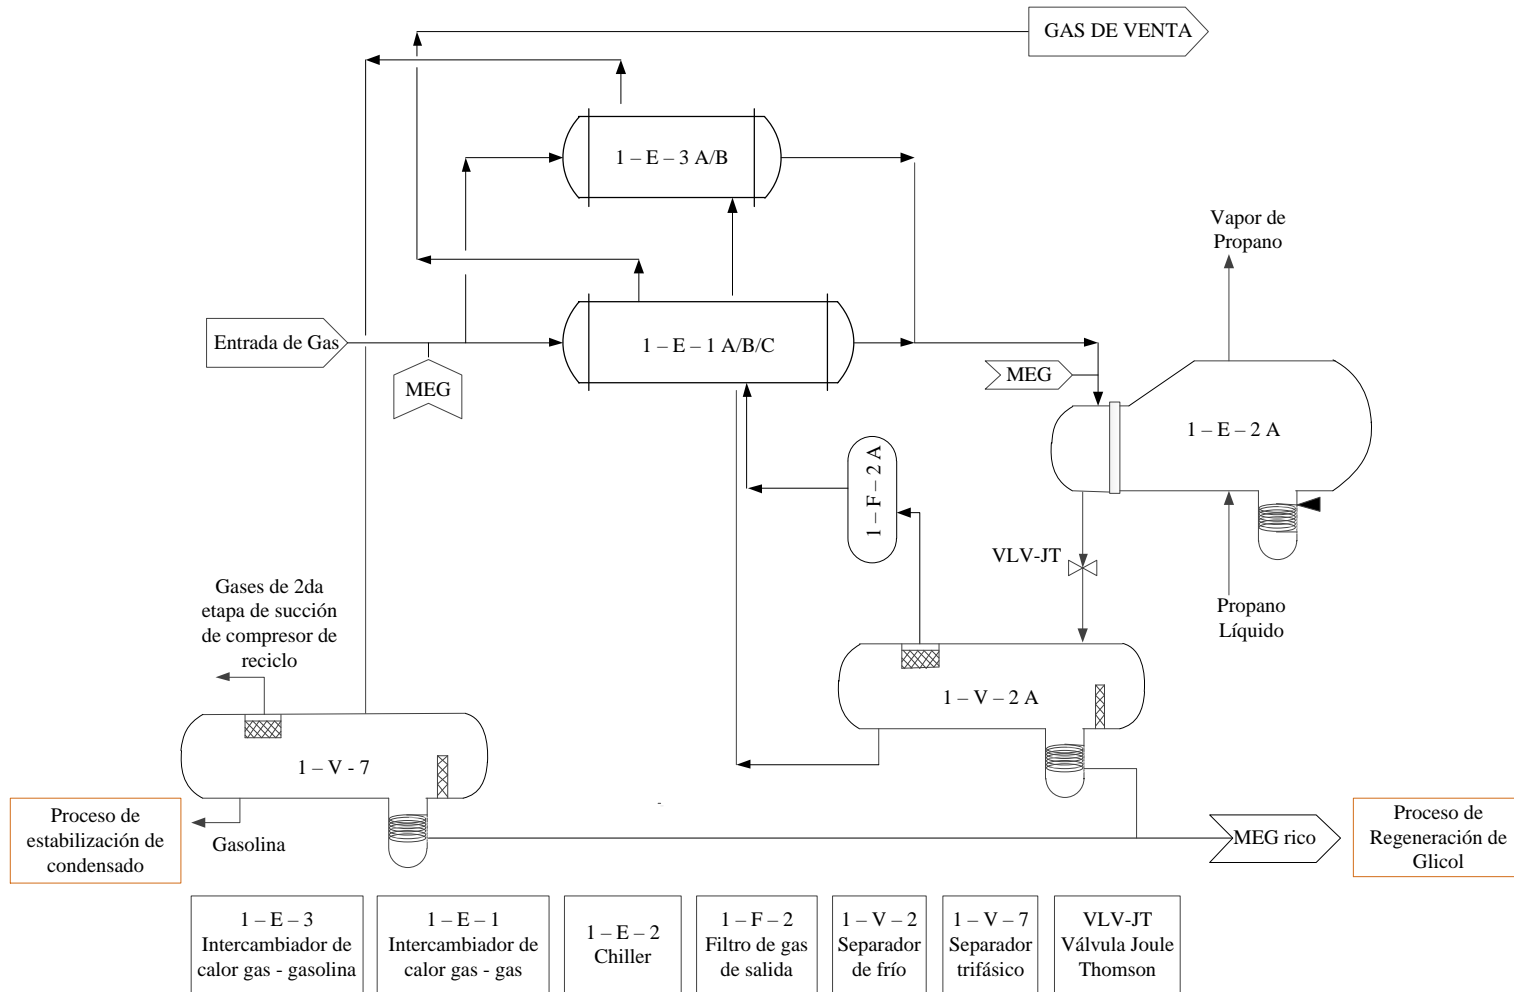 GAS DE VENTA
1 – E – 3 A/B
Vapor de
Propano
Entrada de Gas
1 – E – 1 A/B/C
MEG
MEG
1 – E – 2 A
1 – F – 2 A
VLV-JT
Propano
Líquido
Gases de 2da
etapa de succión
de compresor de
reciclo
1 – V – 2 A
1 – V - 7
Proceso de
estabilización de
condensado
Gasolina
MEG rico
Proceso de
Regeneración de
Glicol
1 – E – 3
Intercambiador de
calor gas - gasolina
1 – E – 1
Intercambiador de
calor gas - gas
1 – E – 2
Chiller
1 – F – 2
Filtro de gas
de salida
1 – V – 2
Separador
de frío
1 – V – 7
Separador
trifásico
VLV-JT
Válvula Joule
Thomson